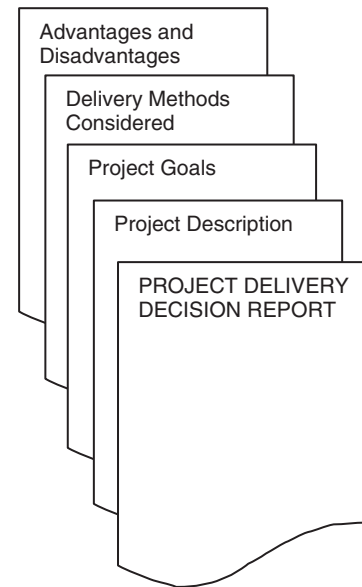 Advantages and
Disadvantages
Delivery Methods
Considered
Project Goals
Project Description
PROJECT DELIVERY
DECISION REPORT